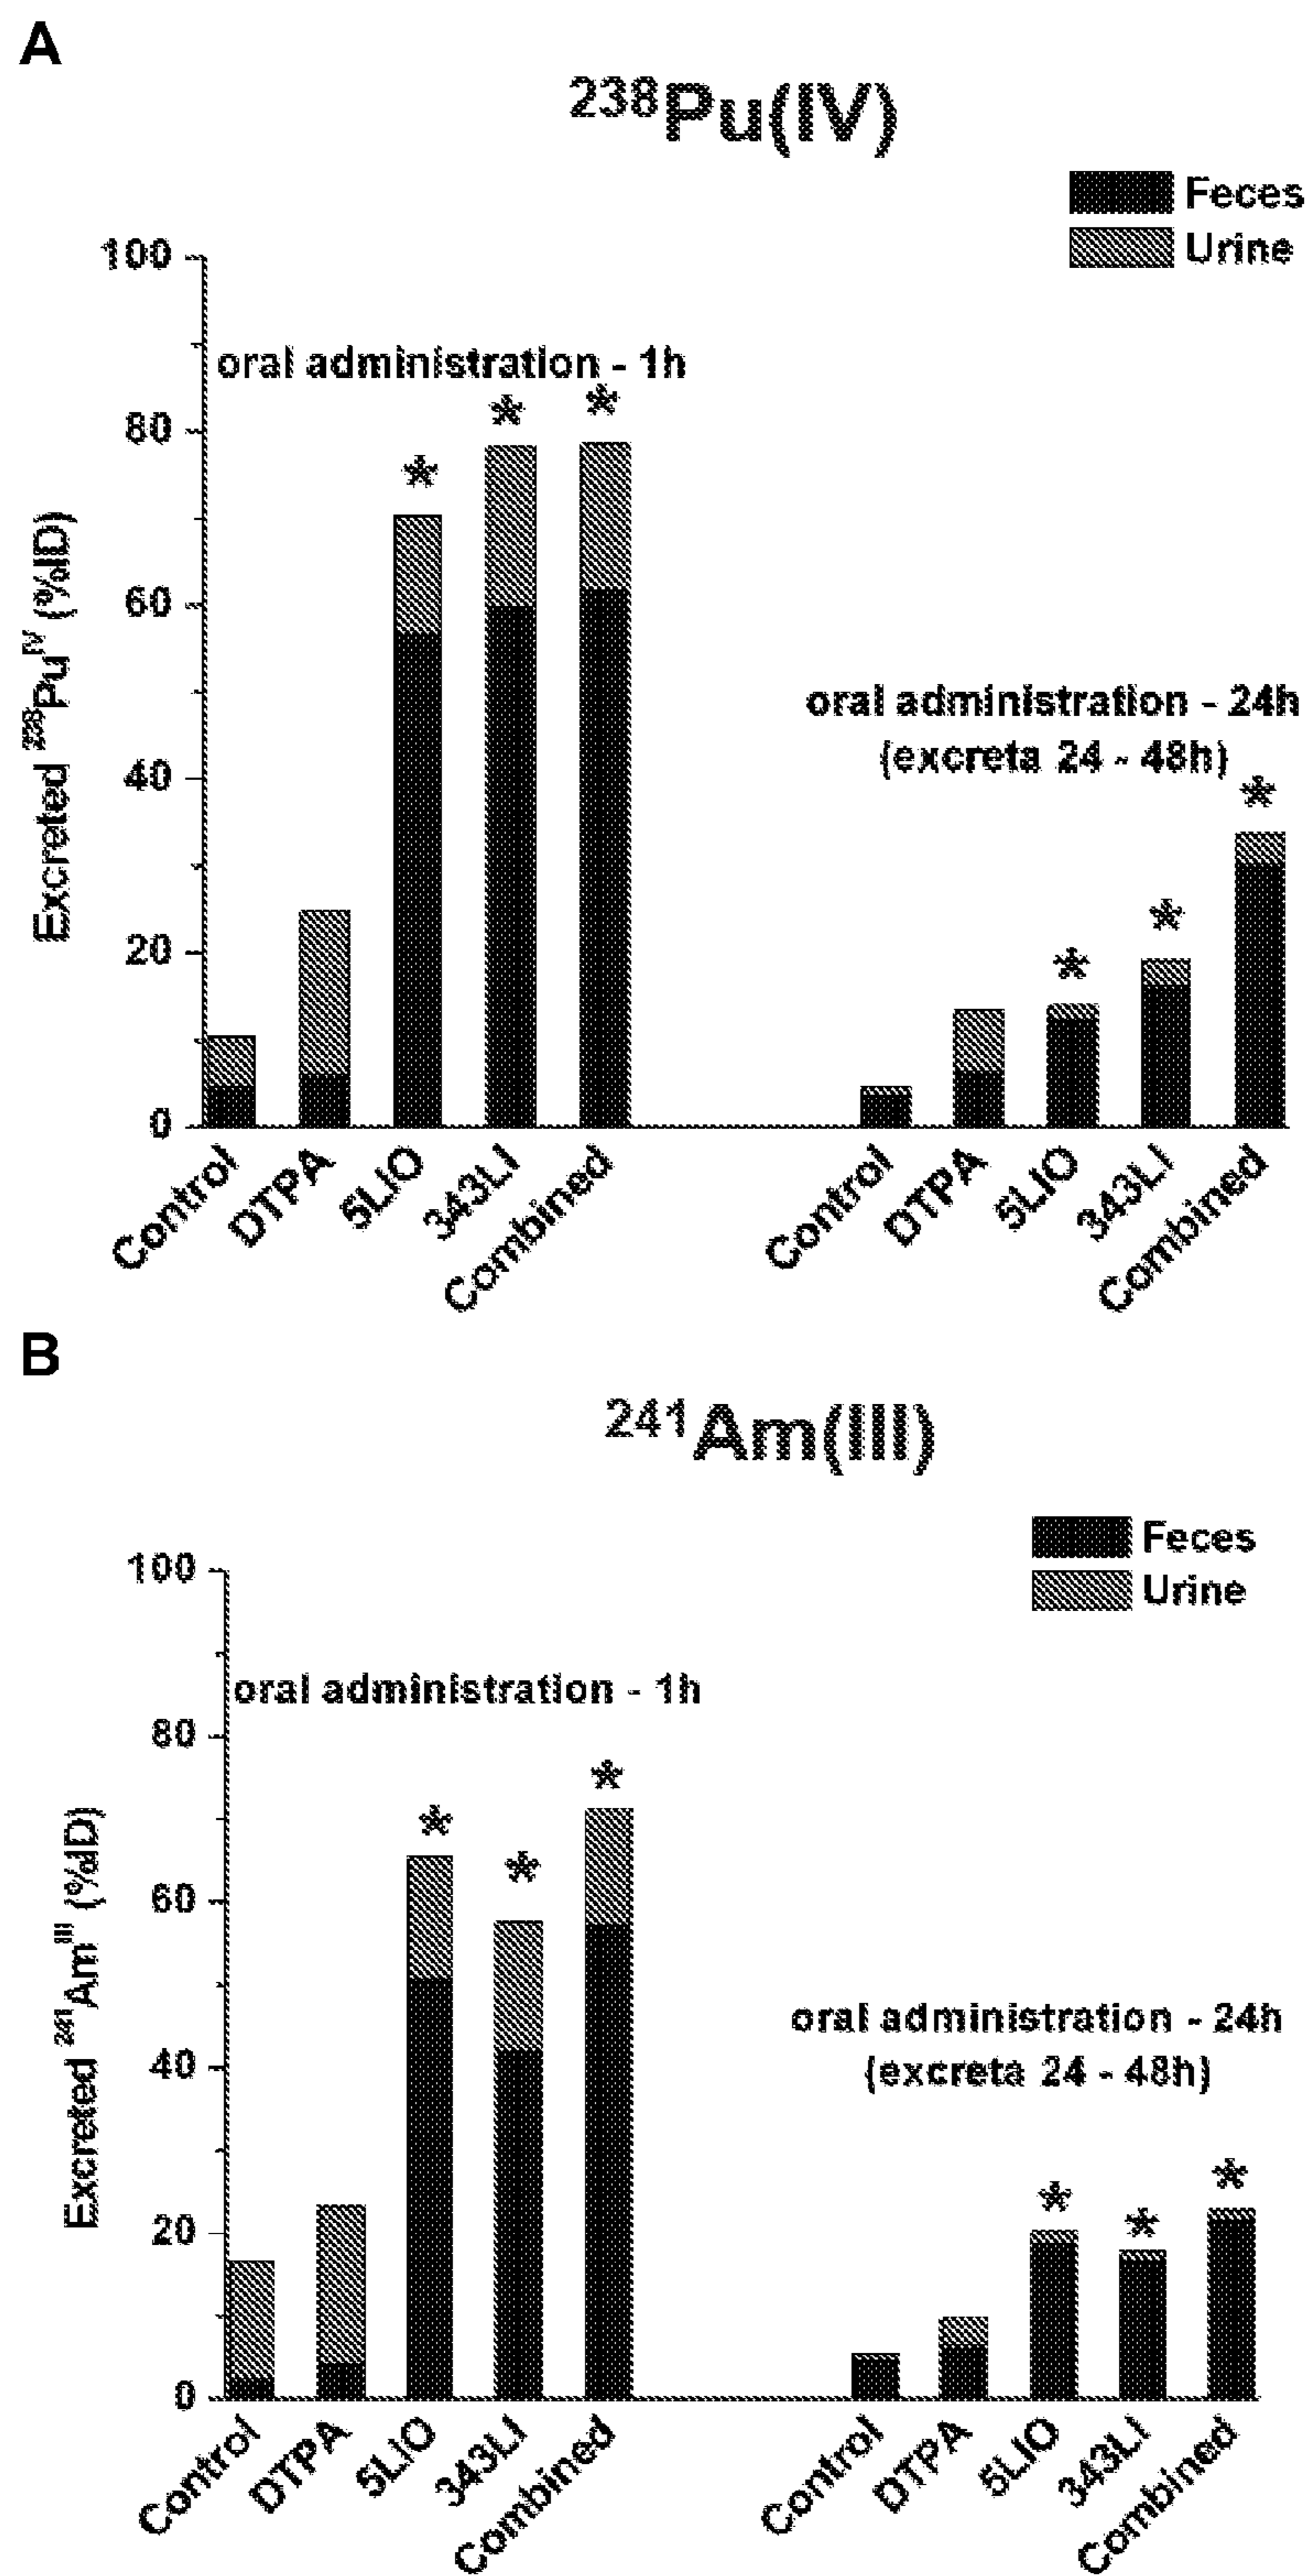 A
238Pu(IV)
Feces
Urine
100
80
60
40
20
0
Excreted 238PuIV (%ID)
oral administration - 1h
* * *
oral administration - 24h
(excreta 24 - 48h)
* * *
Control DTPA 5LIO 343LI Combined Control DTPA 5LIO 343LI Combined
B
241Am(III)
Feces
Urine
100
80
60
40
20
0
Excreted 241AmIII (%ID)
oral administration - 1h
* * *
oral administration - 24h
(excreta 24 - 48h)
* * *
Control DTPA 5LIO 343LI Combined Control DTPA 5LIO 343LI Combined